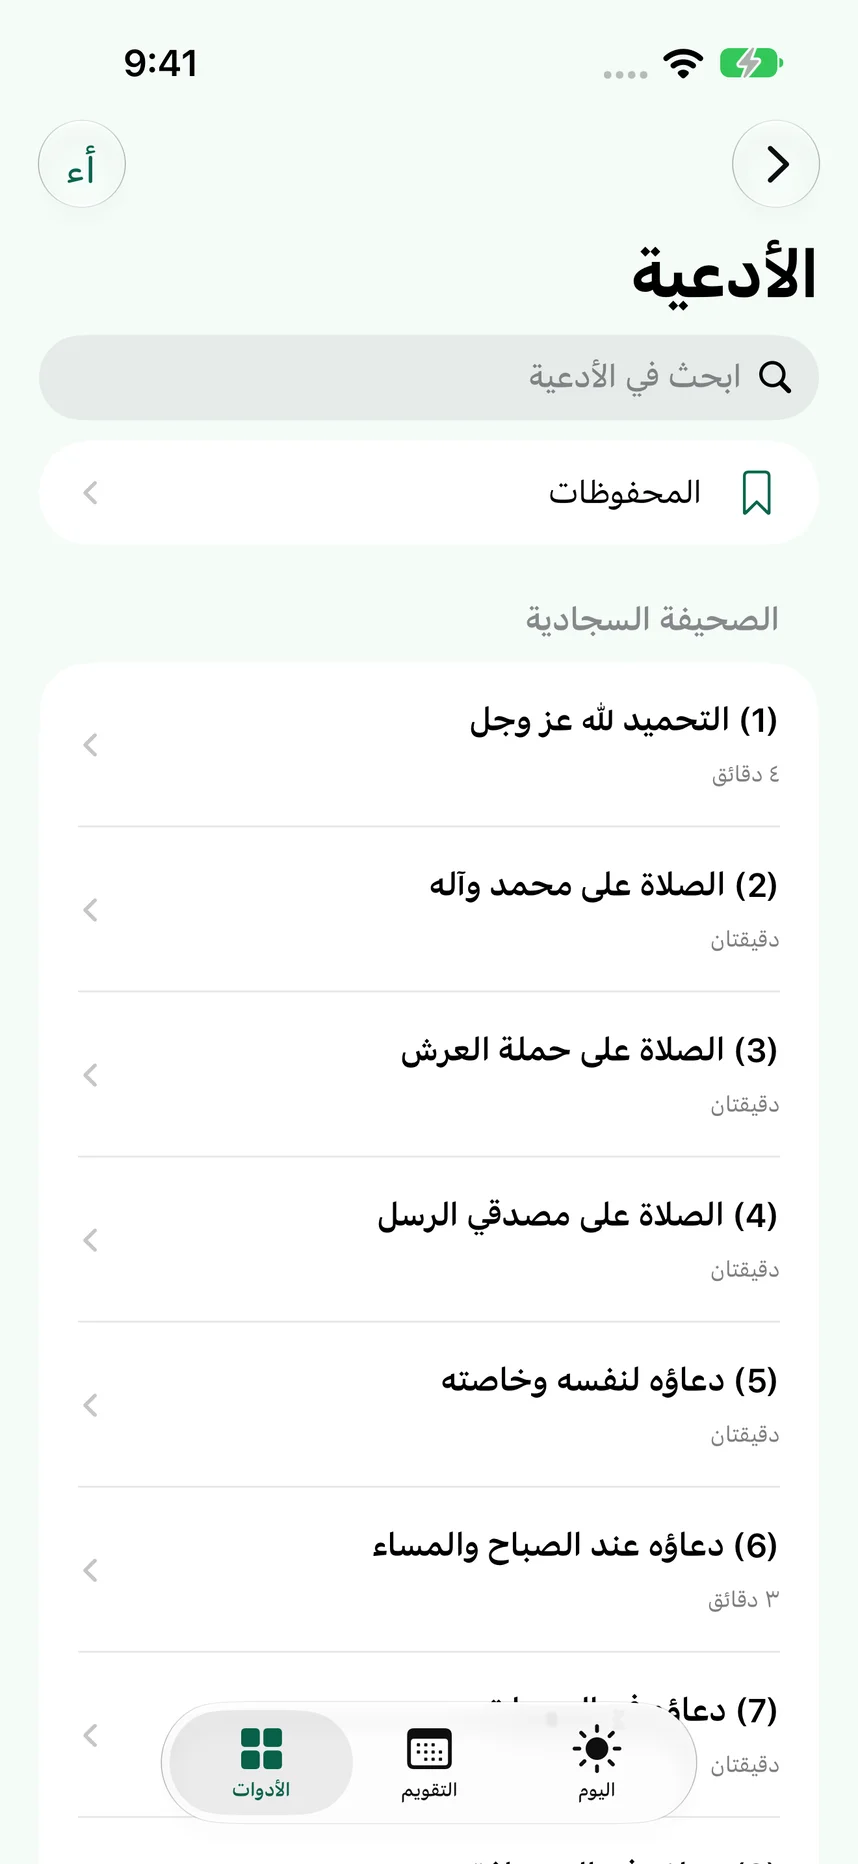 9:41
أء
الأدعية
ابحث في الأدعية
المحفوظات
الصحيفة السجادية
(1) التحميد لله عز وجل
٤ دقائق
(2) الصلاة على محمد وآله
دقيقتان
(3) الصلاة على حملة العرش
دقيقتان
(4) الصلاة على مصدقي الرسل
دقيقتان
(5) دعاؤه لنفسه وخاصته
دقيقتان
(6) دعاؤه عند الصباح والمساء
٣ دقائق
(7) دعاؤه في
دقيقتان
اليوم
التقويم
الأدوات